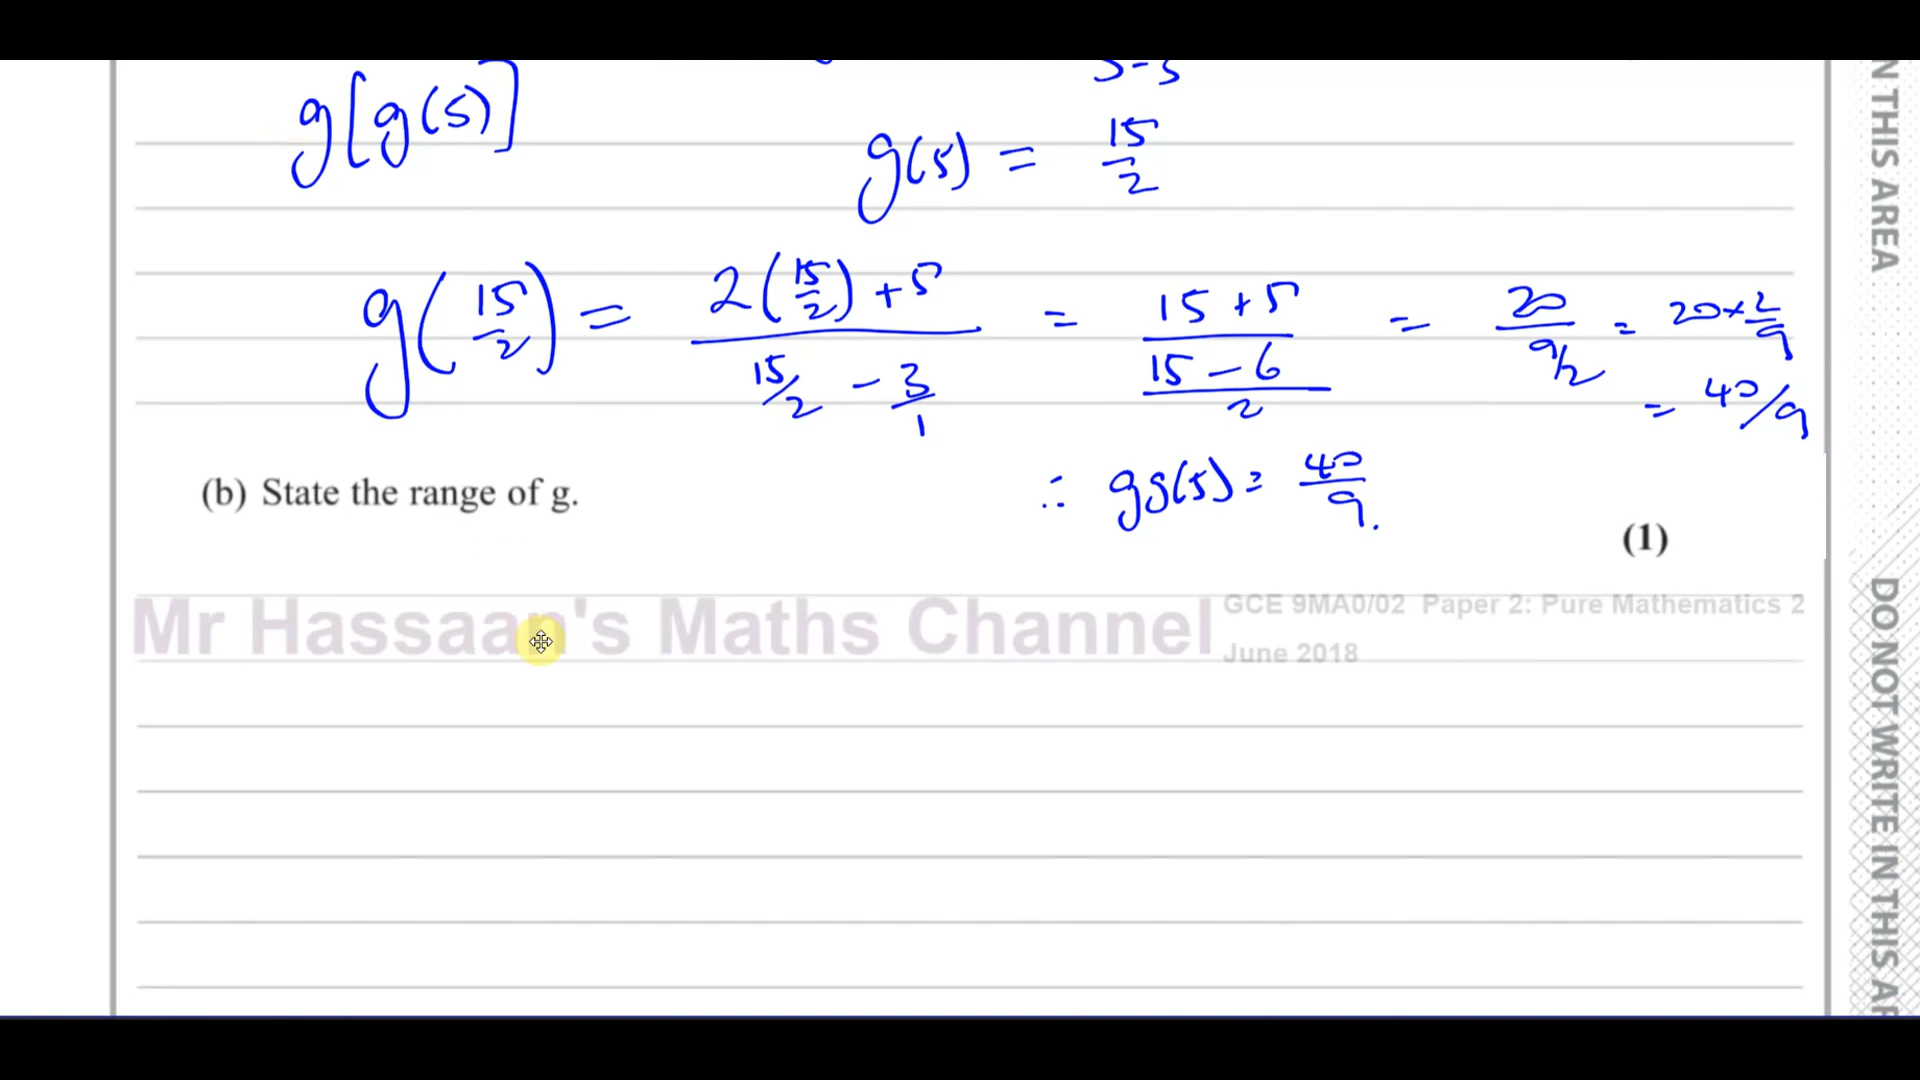 g[g(5)]
g(5) = 15/2
g(15/2) = (2(15/2) + 5)/(15/2 - 3/1) = (15 + 5)/((15 - 6)/2) = 20/(9/2) = 20 × 2/9
= 40/9
(b) State the range of g.
∴ gg(5) = 40/9.
(1)
Mr Hassaan's Maths Channel
GCE 9MA0/02 Paper 2: Pure Mathematics 2
June 2018
N THIS AREA
DO NOT WRITE IN THIS AR